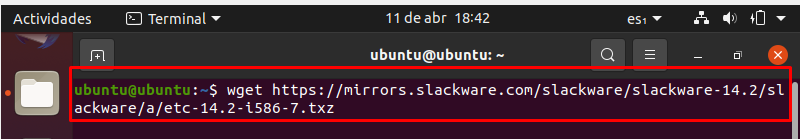 Actividades Terminal 11 de abr 18:42 es₁
ubuntu@ubuntu: ~
ubuntu@ubuntu:~$ wget https://mirrors.slackware.com/slackware/slackware-14.2/sl
ackware/a/etc-14.2-i586-7.txz